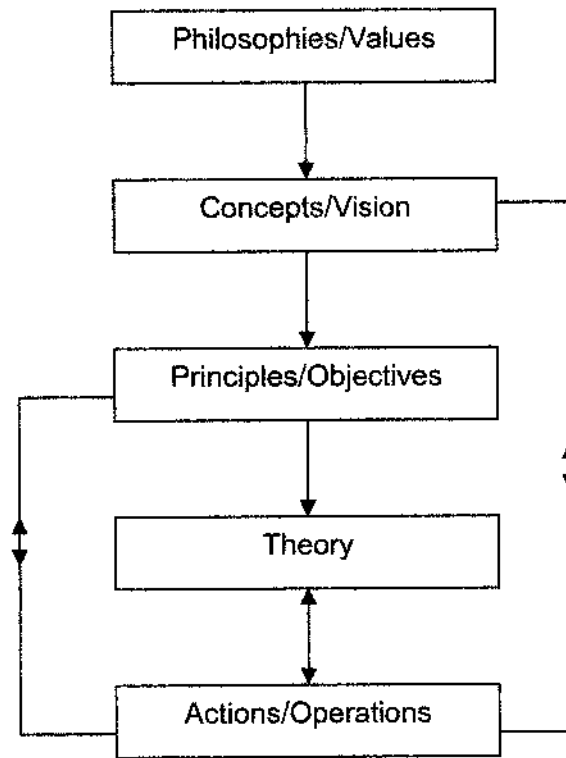 Philosophies/Values
Concepts/Vision
Principles/Objectives
Theory
Actions/Operations